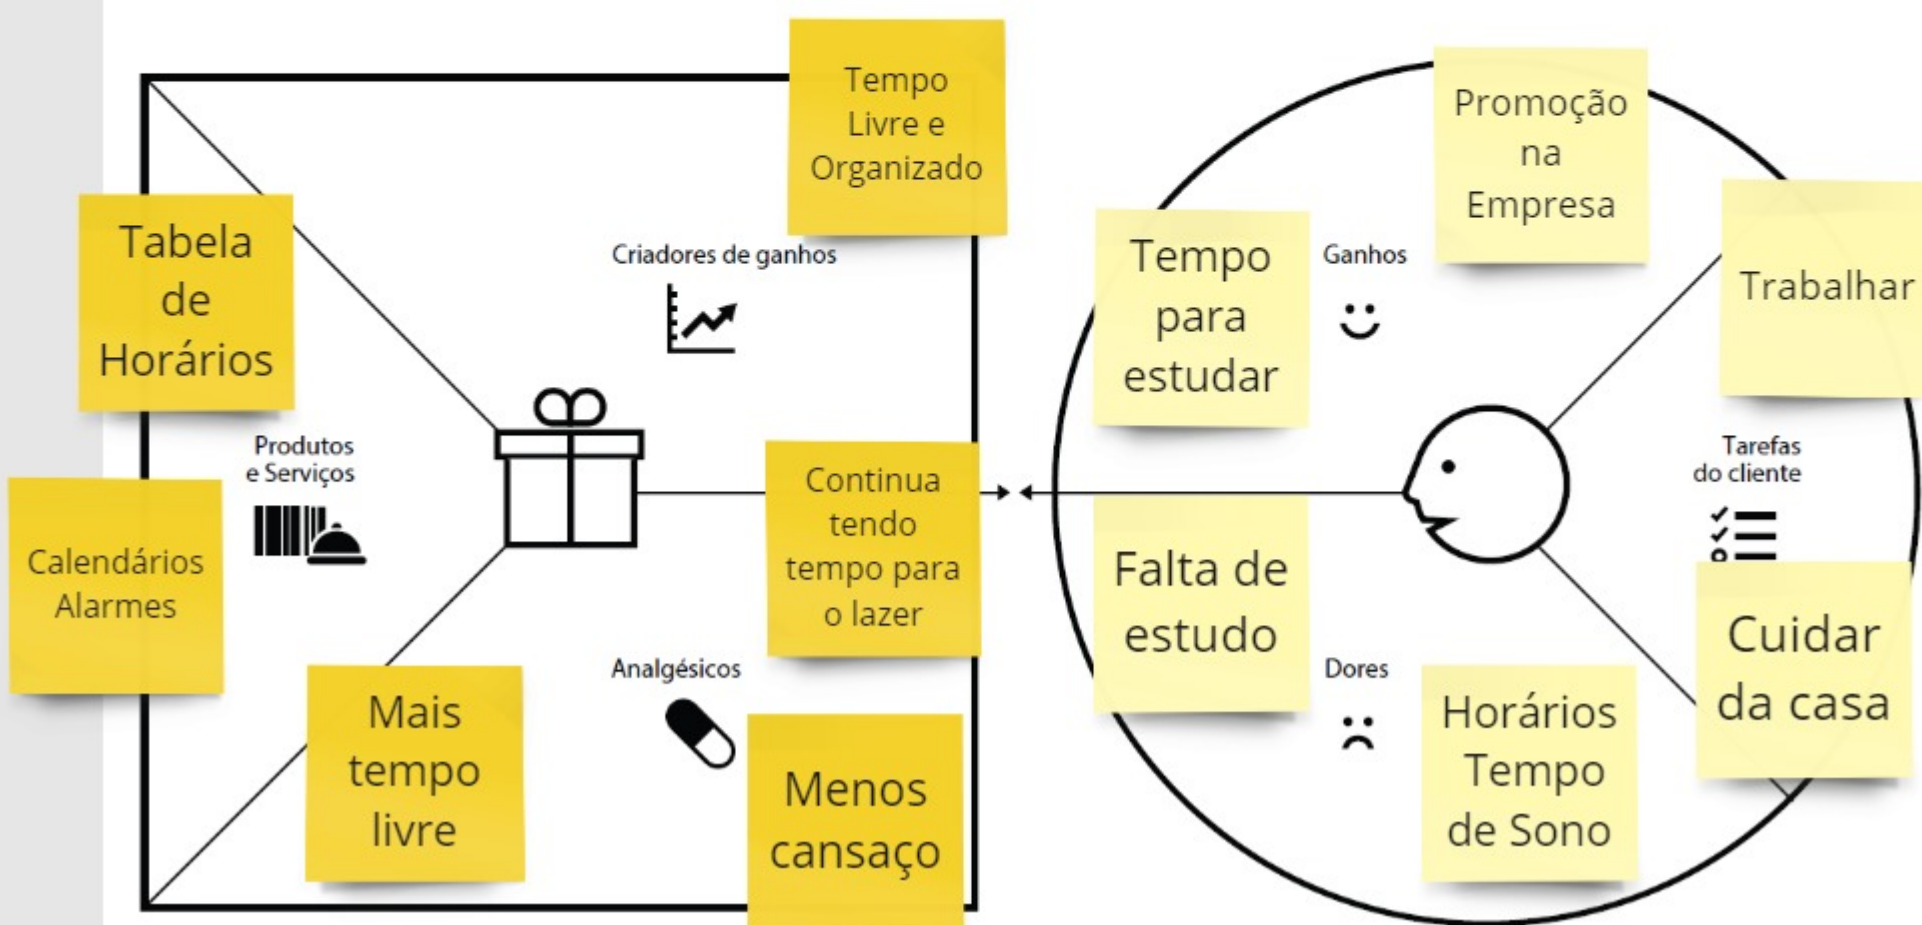 Tempo
Livre e
Organizado
Criadores de ganhos
Tabela
de
Horários
Produtos
e Serviços
Calendários
Alarmes
Continua
tendo
tempo para
o lazer
Analgésicos
Mais
tempo
livre
Menos
cansaço
Promoção
na
Empresa
Ganhos
Tempo
para
estudar
Trabalhar
Tarefas
do cliente
Falta de
estudo
Dores
Horários
Tempo
de Sono
Cuidar
da casa